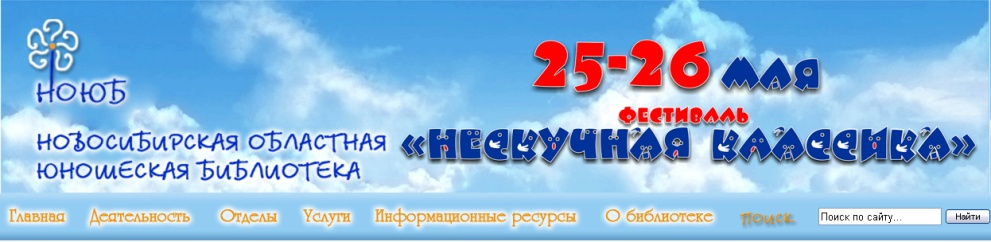 НОЮБ
НОВОСИБИРСКАЯ ОБЛАСТНАЯ
ЮНОШЕСКАЯ БИБЛИОТЕКА
25-26 МАЯ
ФЕСТИВАЛЬ
«НЕСКУЧНАЯ КЛАССИКА»
Главная Деятельность Отделы Услуги Информационные ресурсы О библиотеке поиск Поиск по сайту... Найти